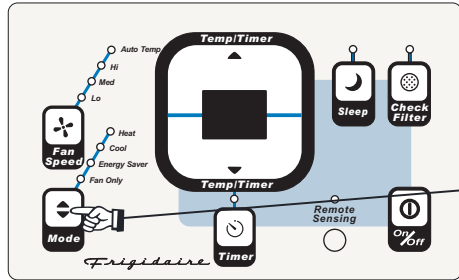 Temp/Timer
Auto Temp
Hi
Med
Lo
Fan
Speed
Heat
Cool
Energy Saver
Fan Only
Mode
Temp/Timer
Timer
Sleep
Check
Filter
Remote
Sensing
On/Off
Frigidaire